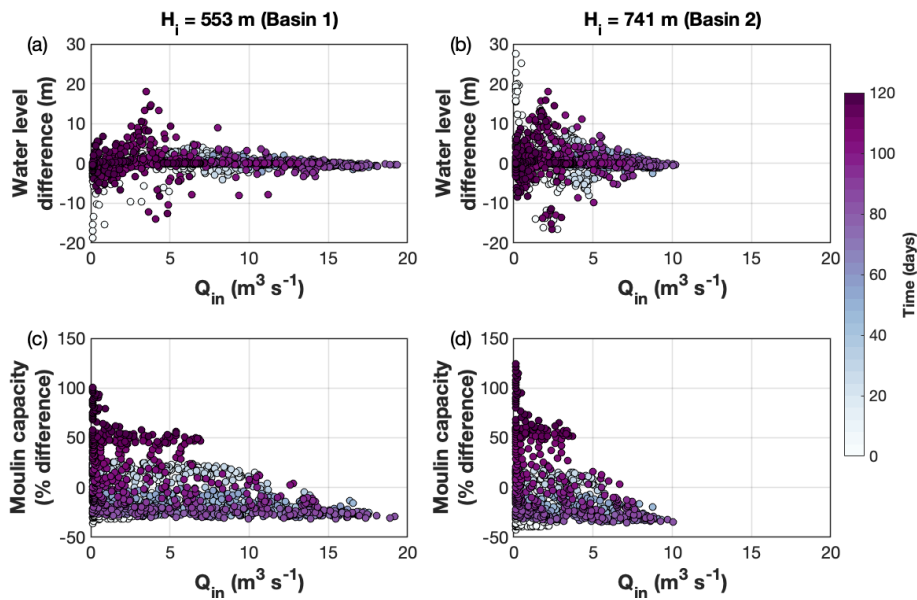 H_i = 553 m (Basin 1)
H_i = 741 m (Basin 2)
(a)
Water level
difference (m)
30
20
10
0
-10
-20
0
5
10
15
20
Q_in (m³ s⁻¹)
(b)
Water level
difference (m)
30
20
10
0
-10
-20
0
5
10
15
20
Q_in (m³ s⁻¹)
(c)
Moulin capacity
(% difference)
150
100
50
0
-50
0
5
10
15
20
Q_in (m³ s⁻¹)
(d)
Moulin capacity
(% difference)
150
100
50
0
-50
0
5
10
15
20
Q_in (m³ s⁻¹)
120
100
80
60
40
20
0
Time (days)